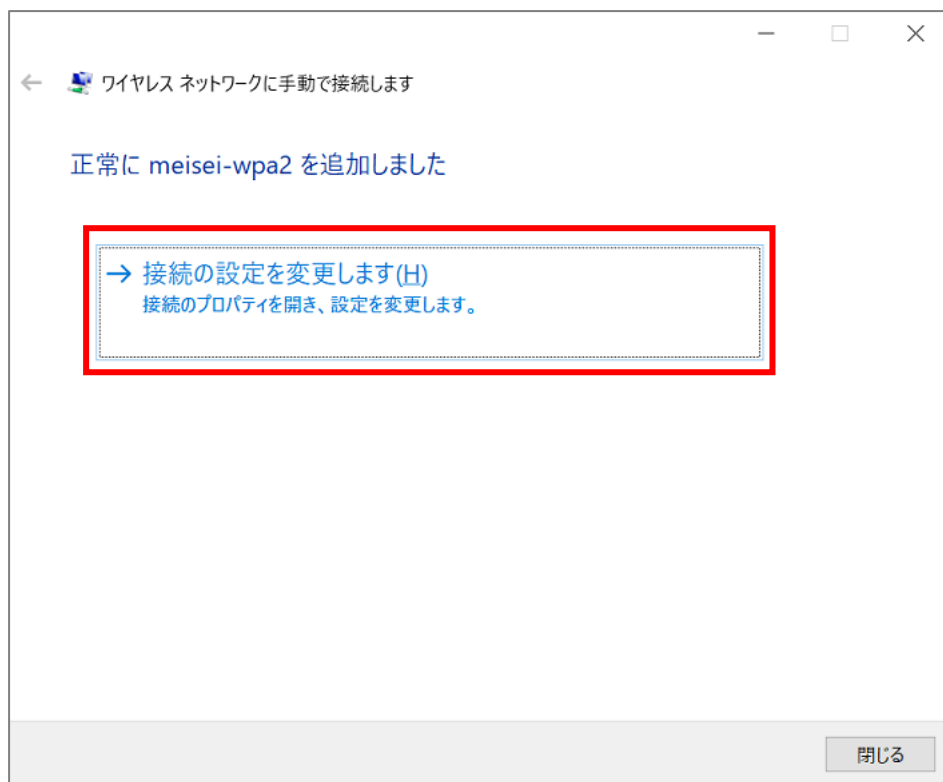 ワイヤレス ネットワークに手動で接続します
正常に meisei-wpa2 を追加しました
→ 接続の設定を変更します(H)
接続のプロパティを開き、設定を変更します。
閉じる